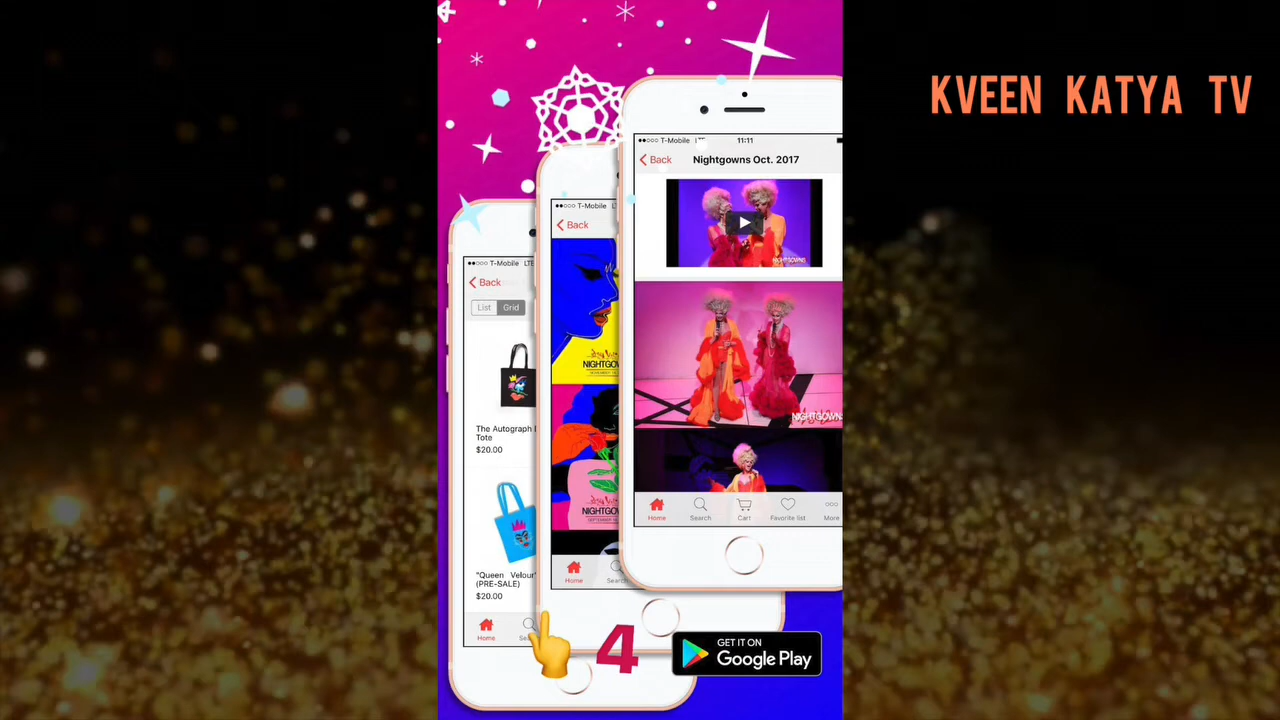 KVEEN KATYA TV
T-Mobile
11:11
Back
Nightgowns Oct. 2017
NIGHTGOWNS
NIGHTGOWNS
Home
Search
Cart
Favorite list
More
T-Mobile
Back
NIGHTGOWN
NIGHTGOWN
Home
T-Mobile LTE
Back
List
Grid
The Autograph
Tote
$20.00
"Queen Velour"
(PRE-SALE)
$20.00
Home
4
GET IT ON
Google Play